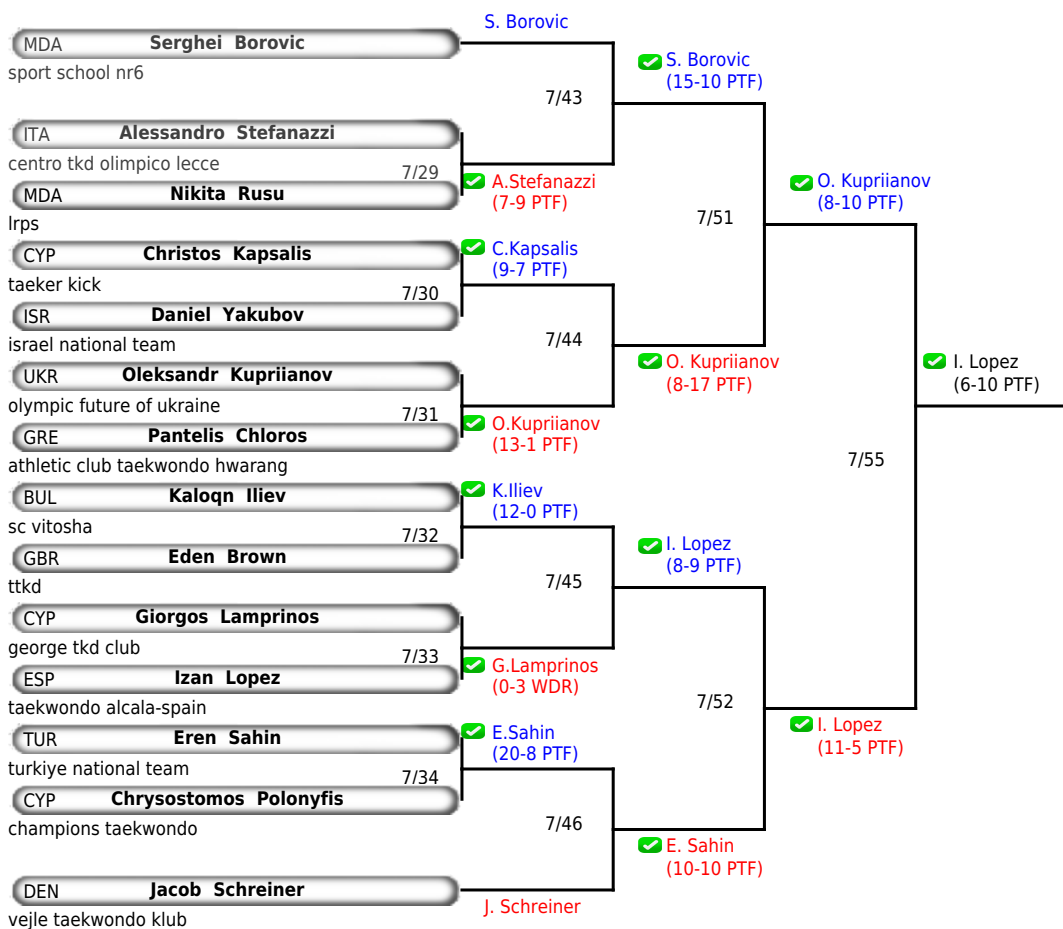 S. Borovic
MDA Serghei Borovic
sport school nr6
S. Borovic
(15-10 PTF)
7/43
ITA Alessandro Stefanazzi
centro tkd olimpico lecce
7/29
A.Stefanazzi
(7-9 PTF)
MDA Nikita Rusu
lrps
O. Kupriianov
(8-10 PTF)
7/51
CYP Christos Kapsalis
taeker kick
C.Kapsalis
(9-7 PTF)
7/30
ISR Daniel Yakubov
israel national team
7/44
O. Kupriianov
(8-17 PTF)
I. Lopez
(6-10 PTF)
UKR Oleksandr Kupriianov
olympic future of ukraine
7/31
O.Kupriianov
(13-1 PTF)
GRE Pantelis Chloros
athletic club taekwondo hwarang
7/55
BUL Kaloqn Iliev
sc vitosha
K.Iliev
(12-0 PTF)
7/32
GBR Eden Brown
ttkd
I. Lopez
(8-9 PTF)
7/45
CYP Giorgos Lamprinos
george tkd club
7/33
G.Lamprinos
(0-3 WDR)
ESP Izan Lopez
taekwondo alcala-spain
7/52
I. Lopez
(11-5 PTF)
TUR Eren Sahin
turkiye national team
E.Sahin
(20-8 PTF)
7/34
CYP Chrysostomos Polonyfis
champions taekwondo
7/46
E. Sahin
(10-10 PTF)
DEN Jacob Schreiner
vejle taekwondo klub
J. Schreiner